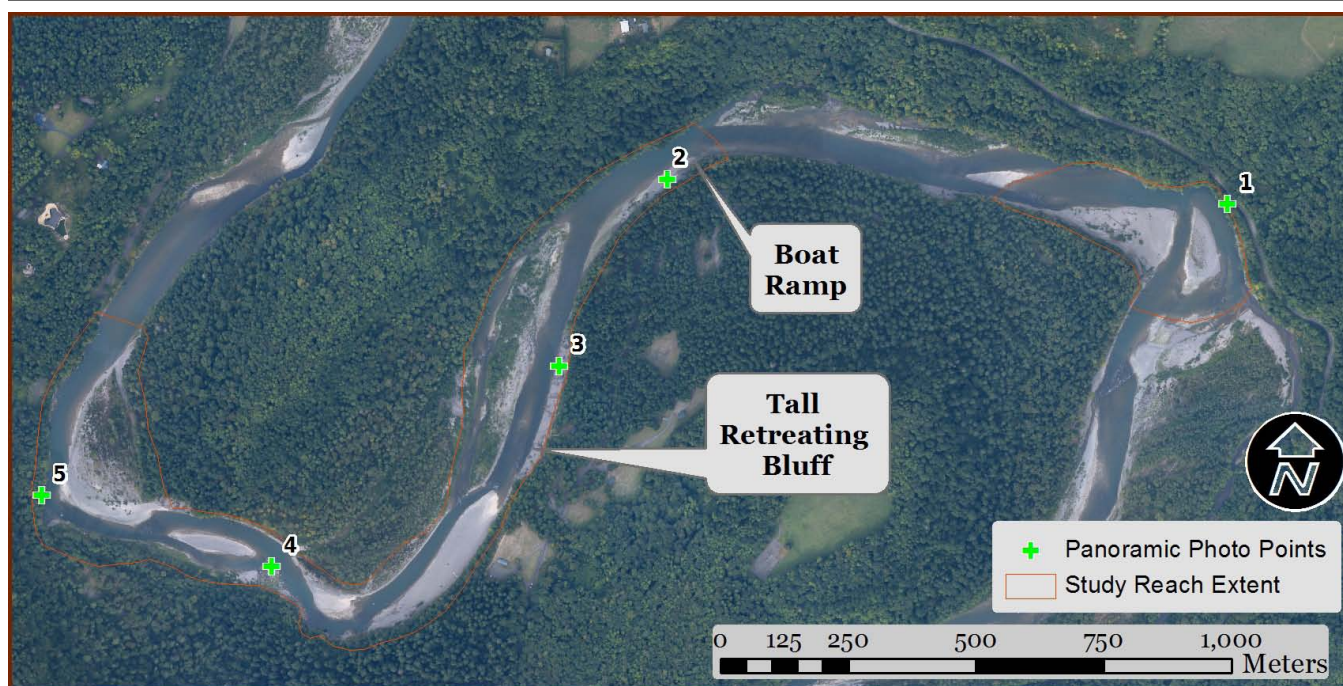 1
2
Boat
Ramp
3
Tall
Retreating
Bluff
5
4
N
Panoramic Photo Points
Study Reach Extent
0 125 250 500 750 1,000
Meters